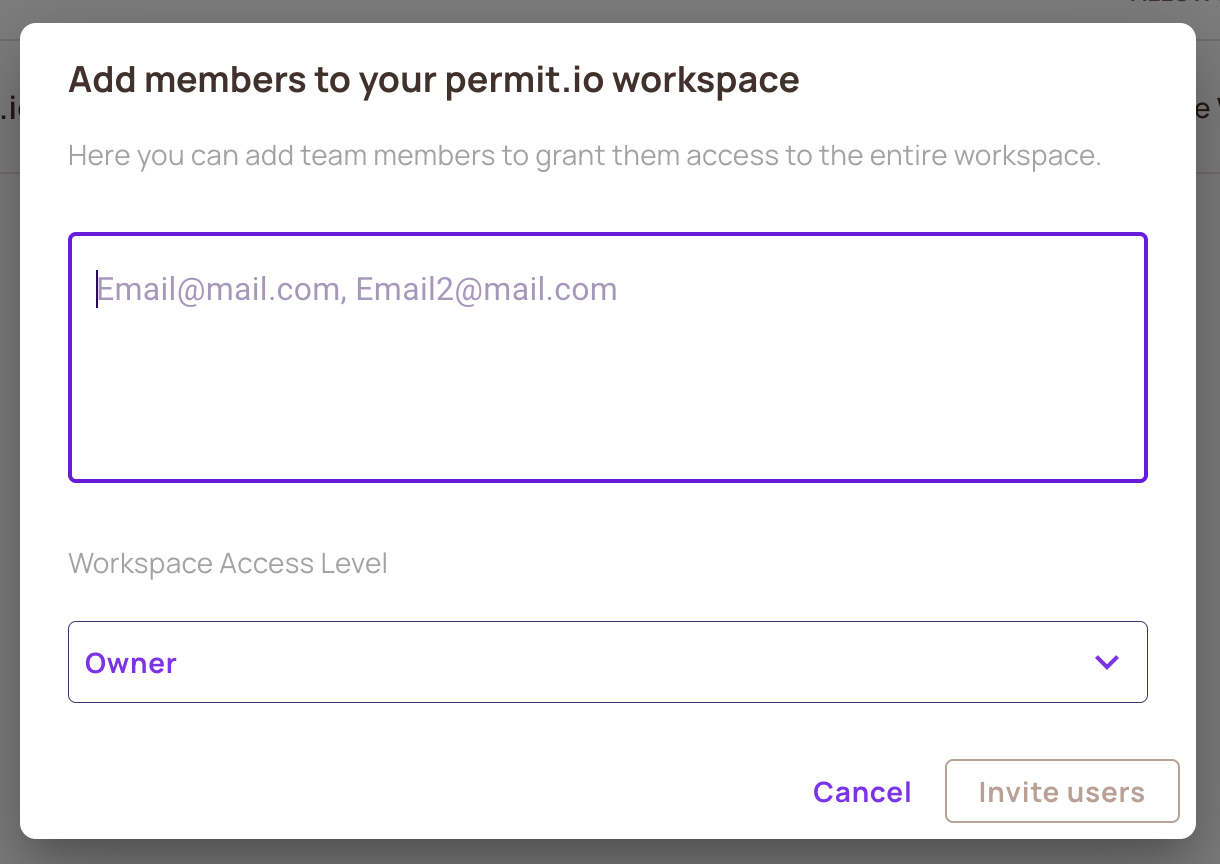 Add members to your permit.io workspace
Here you can add team members to grant them access to the entire workspace.
Email@mail.com, Email2@mail.com
Workspace Access Level
Owner
Cancel
Invite users